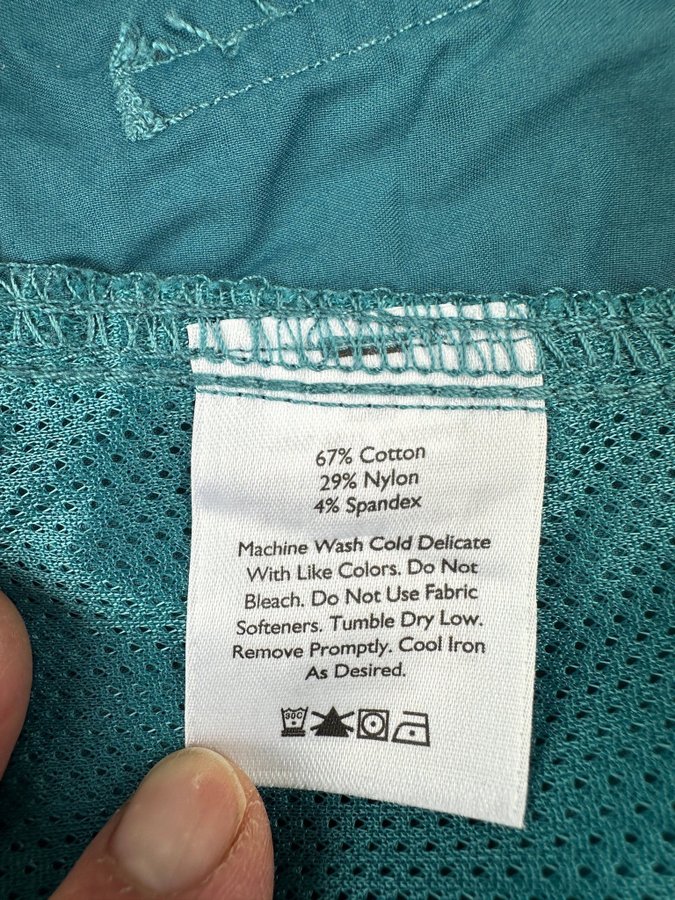 67% Cotton
29% Nylon
4% Spandex
Machine Wash Cold Delicate
With Like Colors. Do Not
Bleach. Do Not Use Fabric
Softeners. Tumble Dry Low.
Remove Promptly. Cool Iron
As Desired.
30C